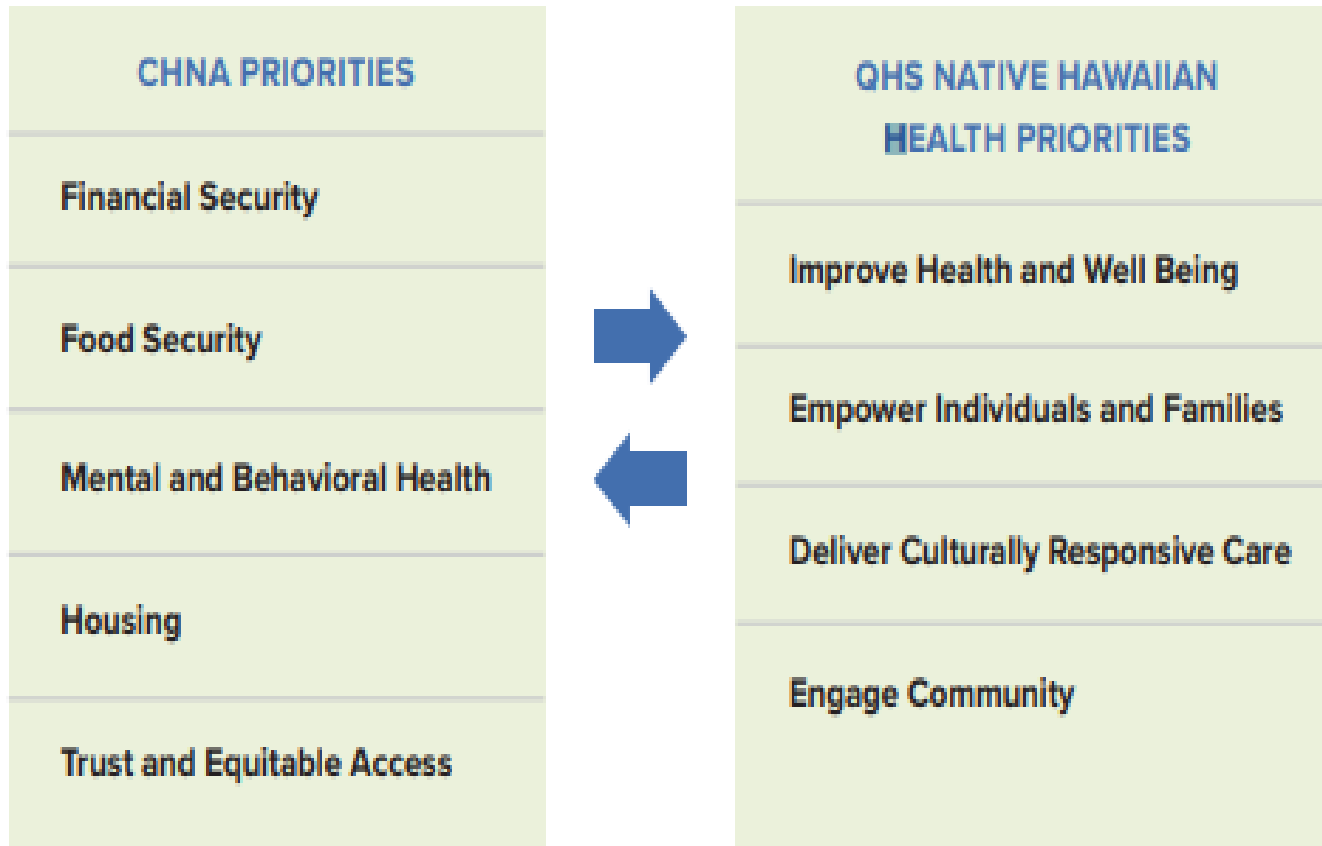 CHNA PRIORITIES
Financial Security
Food Security
Mental and Behavioral Health
Housing
Trust and Equitable Access
QHS NATIVE HAWAIIAN
HEALTH PRIORITIES
Improve Health and Well Being
Empower Individuals and Families
Deliver Culturally Responsive Care
Engage Community